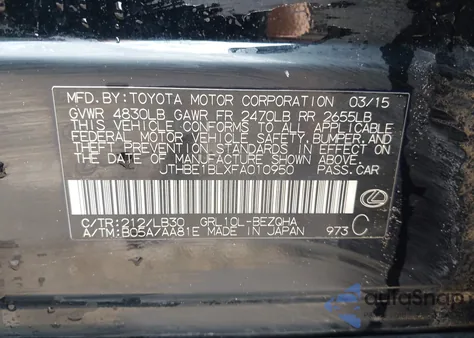 MFD.BY:TOYOTA MOTOR CORPORATION 03/15
GVWR 4830LB GAWR FR 2470LB RR 2655LB
THIS VEHICLE CONFORMS TO ALL APPLICABLE
FEDERAL MOTOR VEHICLE SAFETY, BUMPER, AND
THEFT PREVENTION STANDARDS IN EFFECT ON
THE DATE OF MANUFACTURE SHOWN ABOVE.
JTHBE1BLXFA010950 PASS.CAR
C/TR:212/LB30 GRL10L-BEZQHA C
A/TM:B05A/AA81E MADE IN JAPAN 973
autoSnap